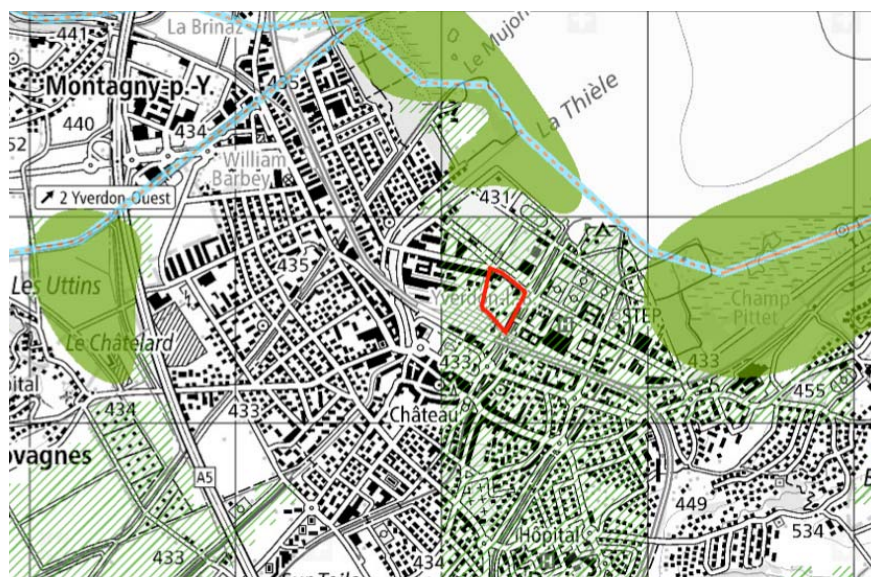 441
La Brinaz
Le Mujon
Montagny-p.-Y.
435
La Thièle
440
434
52
William
Barbey
2 Yverdon-Ouest
431
Les Uttins
435
Yverdon-l
Champ
Pittet
STEP
H
Le Châtelard
433
433
ital
455
434
433
Château
ovagnes
A5
449
Hôpital
534
433
434
H